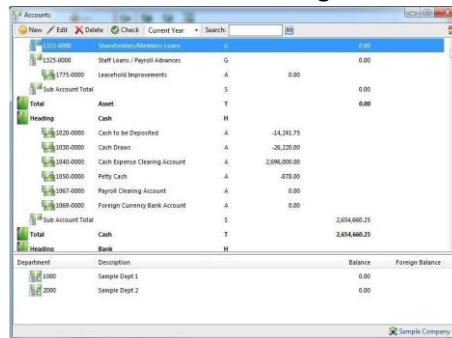 Accounts
New Edit Delete Check Current Year Search:
1322-0000 Shareholders/Members Loans G 0.00
1325-0000 Staff Loans / Payroll Advances G 0.00
1775-0000 Leasehold Improvements A 0.00
Sub Account Total S 0.00
Total Asset T 0.00
Heading Cash H
1020-0000 Cash to be Deposited A -14,241.75
1030-0000 Cash Draws A -26,220.00
1040-0000 Cash Expense Clearing Account A 2,696,000.00
1050-0000 Petty Cash A -878.00
1067-0000 Payroll Clearing Account A 0.00
1069-0000 Foreign Currency Bank Account A 0.00
Sub Account Total S 2,654,660.25
Total Cash T 2,654,660.25
Heading Bank H
Department Description Balance Foreign Balance
1000 Sample Dept 1 0.00
2000 Sample Dept 2 0.00
Sample Company